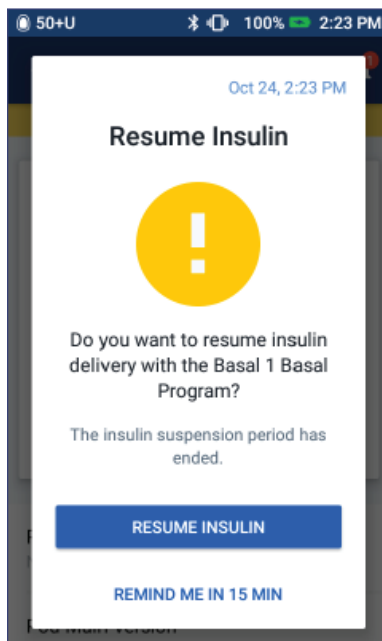 50+U 100% 2:23 PM
1
Oct 24, 2:23 PM
Resume Insulin
!
Do you want to resume insulin
delivery with the Basal 1 Basal
Program?
The insulin suspension period has
ended.
RESUME INSULIN
REMIND ME IN 15 MIN